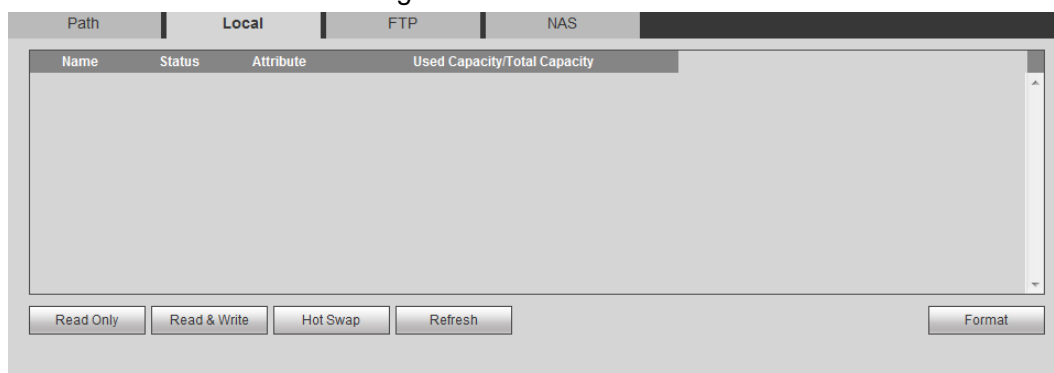 Path Local FTP NAS
Name Status Attribute Used Capacity/Total Capacity
Read Only Read & Write Hot Swap Refresh Format